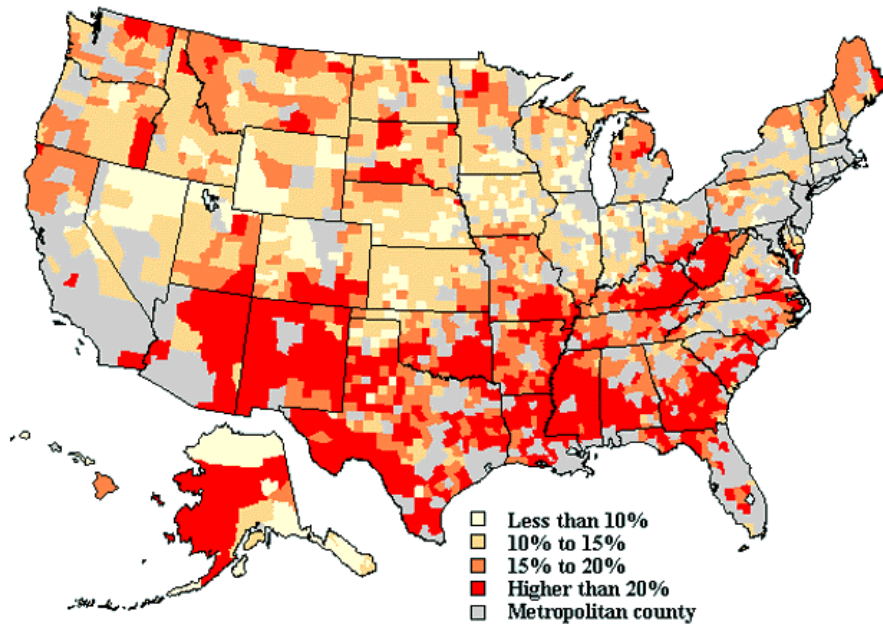 Less than 10%
10% to 15%
15% to 20%
Higher than 20%
Metropolitan county